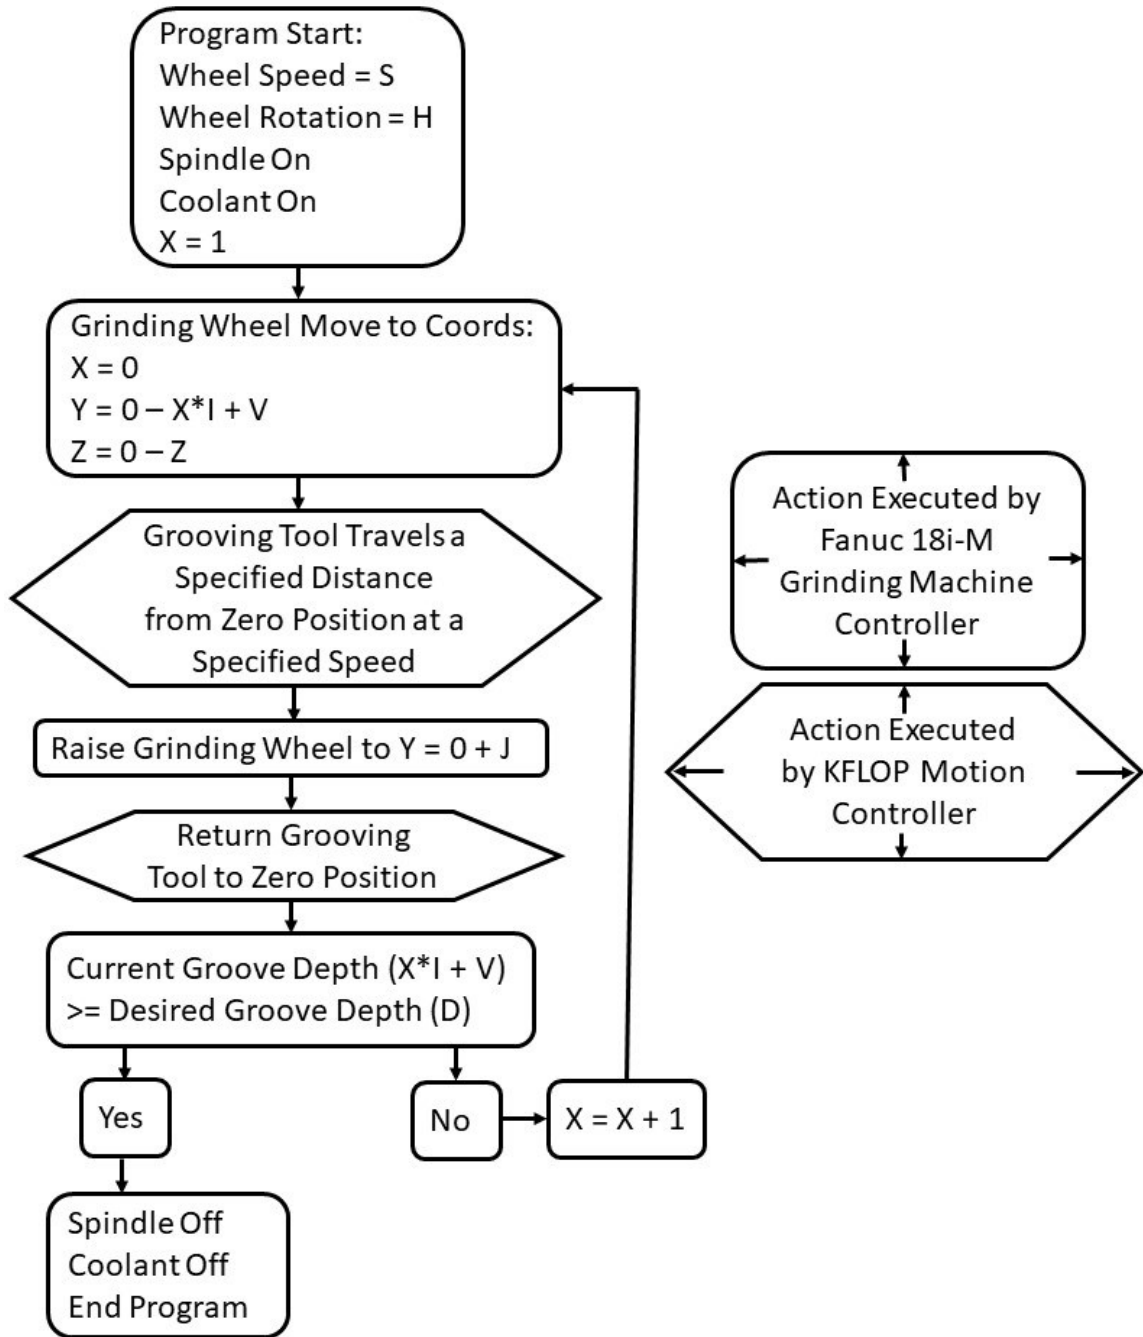 Program Start:
Wheel Speed = S
Wheel Rotation = H
Spindle On
Coolant On
X = 1
Grinding Wheel Move to Coords:
X = 0
Y = 0 – X*I + V
Z = 0 – Z
Grooving Tool Travels a
Specified Distance
from Zero Position at a
Specified Speed
Raise Grinding Wheel to Y = 0 + J
Return Grooving
Tool to Zero Position
Current Groove Depth (X*I + V)
>= Desired Groove Depth (D)
Yes
No
X = X + 1
Spindle Off
Coolant Off
End Program
Action Executed by
Fanuc 18i-M
Grinding Machine
Controller
Action Executed
by KFLOP Motion
Controller